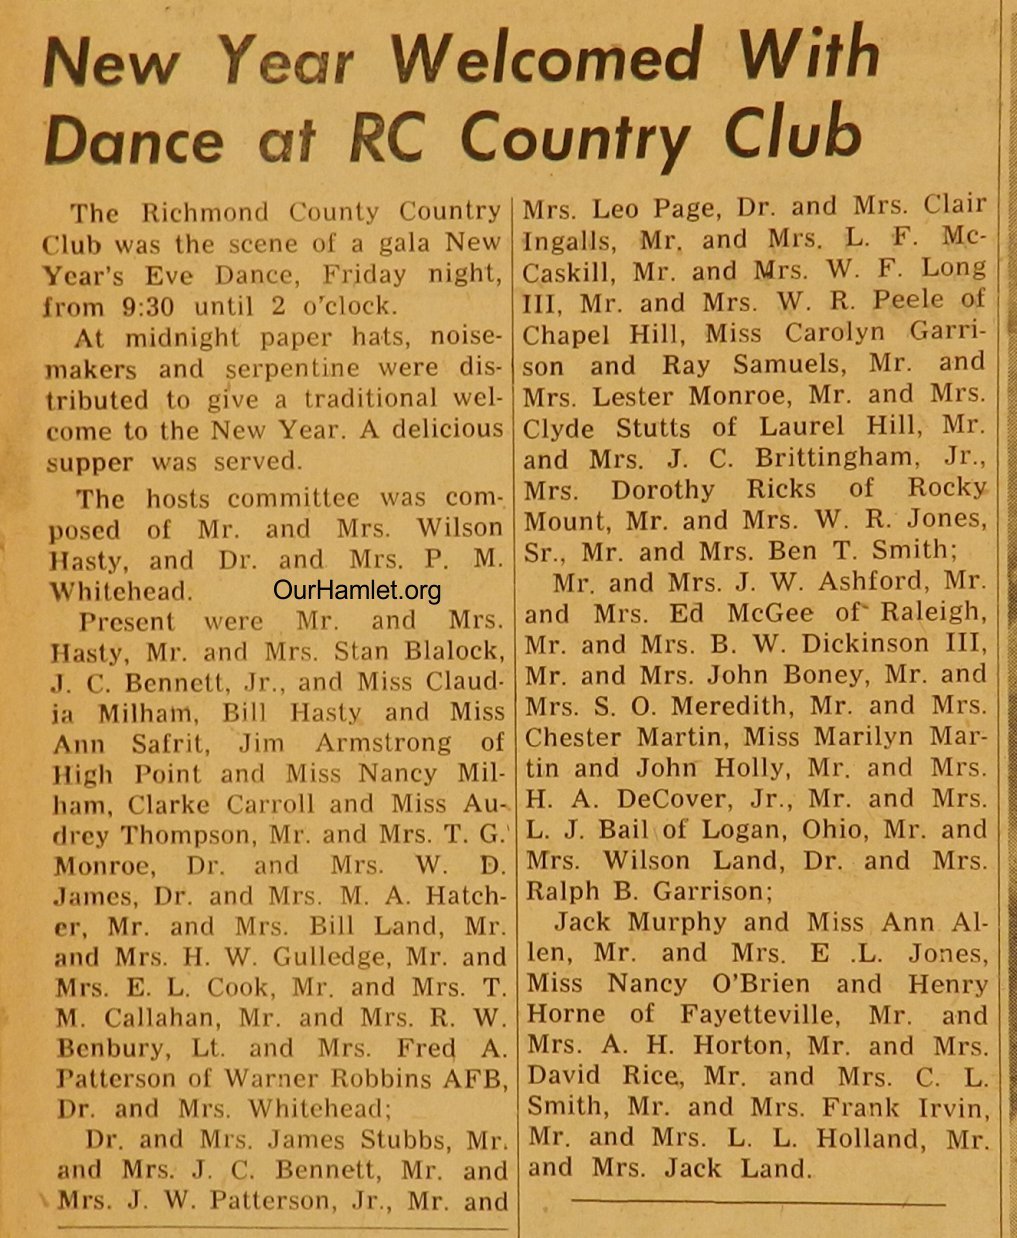 New Year Welcomed With
Dance at RC Country Club
The Richmond County Country
Club was the scene of a gala New
Year's Eve Dance, Friday night,
from 9:30 until 2 o'clock.
At midnight paper hats, noise-
makers and serpentine were dis-
tributed to give a traditional wel-
come to the New Year. A delicious
supper was served.
The hosts committee was com-
posed of Mr. and Mrs. Wilson
Hasty, and Dr. and Mrs. P. M.
Whitehead.
OurHamlet.org
Present were Mr. and Mrs.
Hasty, Mr. and Mrs. Stan Blalock,
J. C. Bennett, Jr., and Miss Claud-
ia Milham, Bill Hasty and Miss
Ann Safrit, Jim Armstrong of
High Point and Miss Nancy Mil-
ham, Clarke Carroll and Miss Au-
drey Thompson, Mr. and Mrs. T. G.
Monroe, Dr. and Mrs. W. D.
James, Dr. and Mrs. M. A. Hatch-
er, Mr. and Mrs. Bill Land, Mr.
and Mrs. H. W. Gulledge, Mr. and
Mrs. E. L. Cook, Mr. and Mrs. T.
M. Callahan, Mr. and Mrs. R. W.
Benbury, Lt. and Mrs. Fred A.
Patterson of Warner Robbins AFB,
Dr. and Mrs. Whitehead;
Dr. and Mrs. James Stubbs, Mr.
and Mrs. J. C. Bennett, Mr. and
Mrs. J. W. Patterson, Jr., Mr. and
Mrs. Leo Page, Dr. and Mrs. Clair
Ingalls, Mr. and Mrs. L. F. Mc-
Caskill, Mr. and Mrs. W. F. Long
III, Mr. and Mrs. W. R. Peele of
Chapel Hill, Miss Carolyn Garri-
son and Ray Samuels, Mr. and
Mrs. Lester Monroe, Mr. and Mrs.
Clyde Stutts of Laurel Hill, Mr.
and Mrs. J. C. Brittingham, Jr.,
Mrs. Dorothy Ricks of Rocky
Mount, Mr. and Mrs. W. R. Jones,
Sr., Mr. and Mrs. Ben T. Smith;
Mr. and Mrs. J. W. Ashford, Mr.
and Mrs. Ed McGee of Raleigh,
Mr. and Mrs. B. W. Dickinson III,
Mr. and Mrs. John Boney, Mr. and
Mrs. S. O. Meredith, Mr. and Mrs.
Chester Martin, Miss Marilyn Mar-
tin and John Holly, Mr. and Mrs.
H. A. DeCover, Jr., Mr. and Mrs.
L. J. Bail of Logan, Ohio, Mr. and
Mrs. Wilson Land, Dr. and Mrs.
Ralph B. Garrison;
Jack Murphy and Miss Ann Al-
len, Mr. and Mrs. E .L. Jones,
Miss Nancy O'Brien and Henry
Horne of Fayetteville, Mr. and
Mrs. A. H. Horton, Mr. and Mrs.
David Rice, Mr. and Mrs. C. L.
Smith, Mr. and Mrs. Frank Irvin,
Mr. and Mrs. L. L. Holland, Mr.
and Mrs. Jack Land.